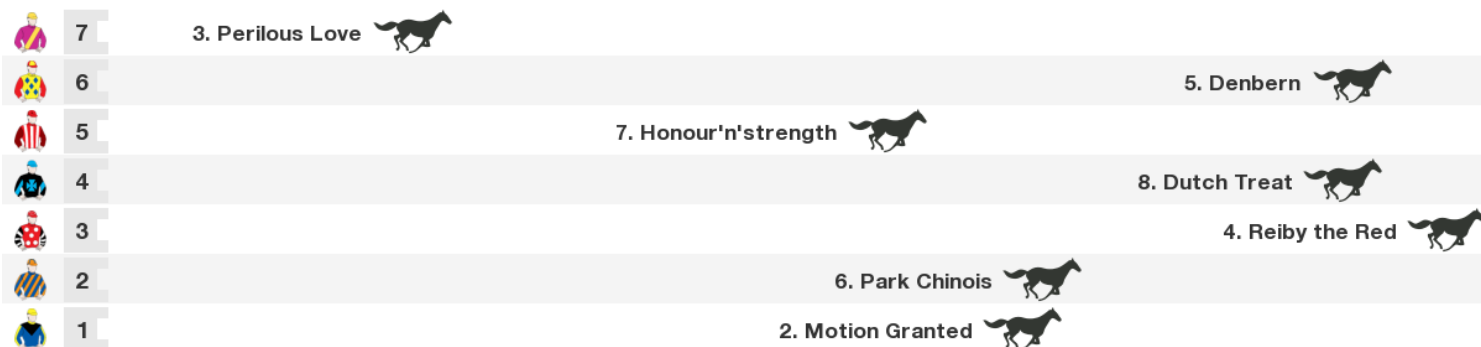 7 3. Perilous Love
6 5. Denbern
5 7. Honour'n'strength
4 8. Dutch Treat
3 4. Reiby the Red
2 6. Park Chinois
1 2. Motion Granted